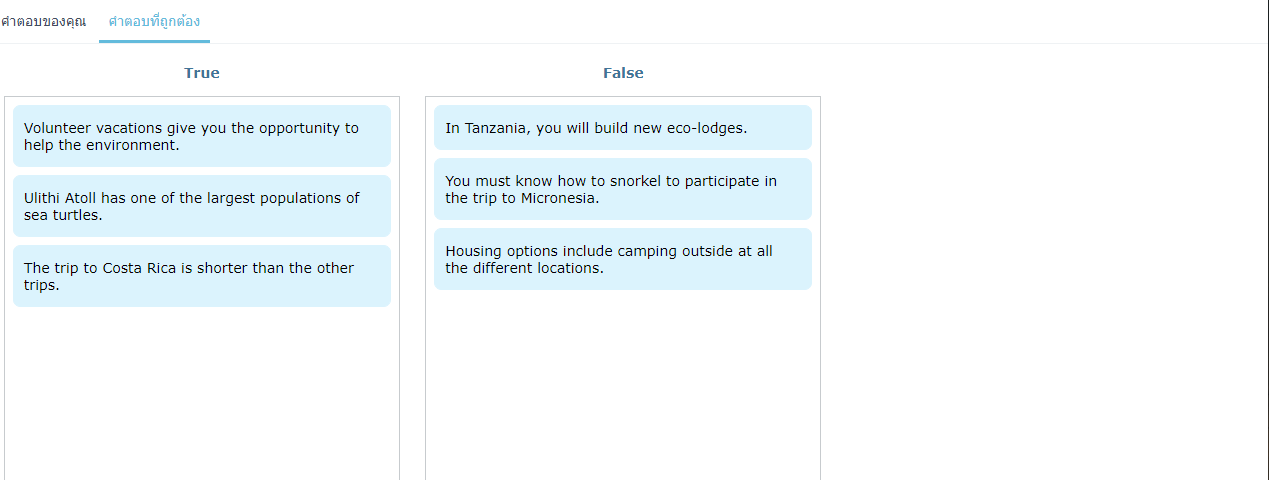 คำตอบของคุณ คำตอบที่ถูกต้อง
True
Volunteer vacations give you the opportunity to
help the environment.
Ulithi Atoll has one of the largest populations of
sea turtles.
The trip to Costa Rica is shorter than the other
trips.
False
In Tanzania, you will build new eco-lodges.
You must know how to snorkel to participate in
the trip to Micronesia.
Housing options include camping outside at all
the different locations.